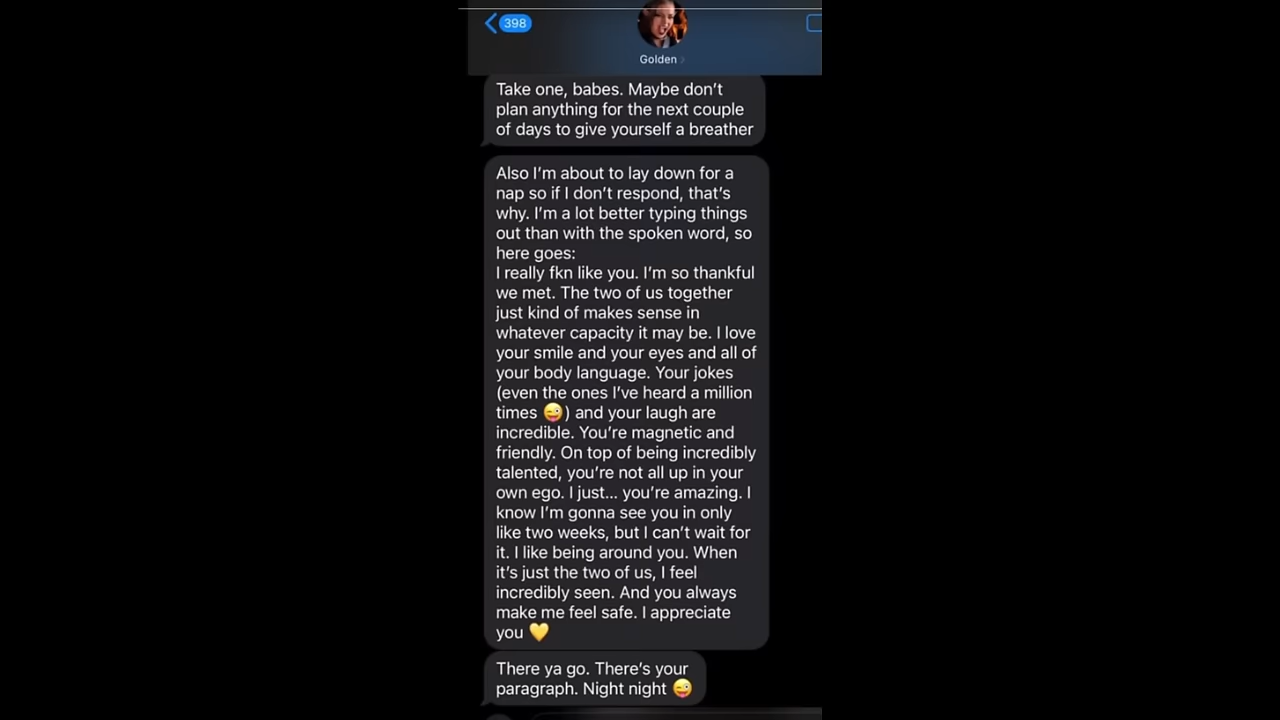 398
Golden
Take one, babes. Maybe don't
plan anything for the next couple
of days to give yourself a breather
Also I'm about to lay down for a
nap so if I don't respond, that's
why. I'm a lot better typing things
out than with the spoken word, so
here goes:
I really fkn like you. I'm so thankful
we met. The two of us together
just kind of makes sense in
whatever capacity it may be. I love
your smile and your eyes and all of
your body language. Your jokes
(even the ones I've heard a million
times 😜) and your laugh are
incredible. You're magnetic and
friendly. On top of being incredibly
talented, you're not all up in your
own ego. I just... you're amazing. I
know I'm gonna see you in only
like two weeks, but I can't wait for
it. I like being around you. When
it's just the two of us, I feel
incredibly seen. And you always
make me feel safe. I appreciate
you 💛
There ya go. There's your
paragraph. Night night 😜